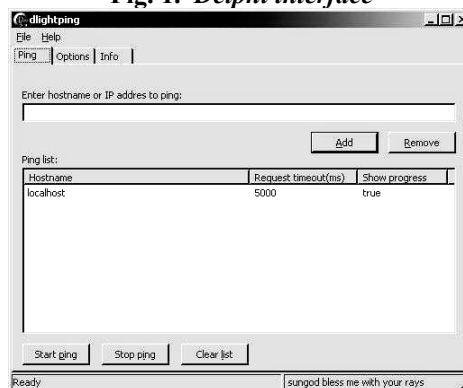 Fig. 1. Delphi interface
dlightping
File Help
Ping Options Info
Enter hostname or IP addres to ping:
Add Remove
Ping list:
Hostname Request timeout(ms) Show progress
localhost 5000 true
Start ping Stop ping Clear list
Ready sungod bless me with your rays